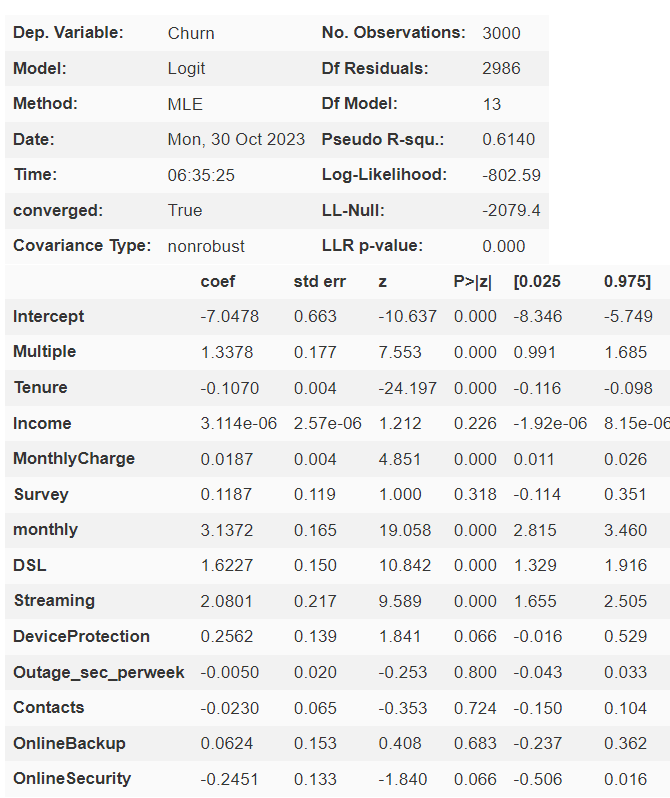 Dep. Variable: Churn No. Observations: 3000
Model: Logit Df Residuals: 2986
Method: MLE Df Model: 13
Date: Mon, 30 Oct 2023 Pseudo R-squ.: 0.6140
Time: 06:35:25 Log-Likelihood: -802.59
converged: True LL-Null: -2079.4
Covariance Type: nonrobust LLR p-value: 0.000
coef std err z P>|z| [0.025 0.975]
Intercept -7.0478 0.663 -10.637 0.000 -8.346 -5.749
Multiple 1.3378 0.177 7.553 0.000 0.991 1.685
Tenure -0.1070 0.004 -24.197 0.000 -0.116 -0.098
Income 3.114e-06 2.57e-06 1.212 0.226 -1.92e-06 8.15e-06
MonthlyCharge 0.0187 0.004 4.851 0.000 0.011 0.026
Survey 0.1187 0.119 1.000 0.318 -0.114 0.351
monthly 3.1372 0.165 19.058 0.000 2.815 3.460
DSL 1.6227 0.150 10.842 0.000 1.329 1.916
Streaming 2.0801 0.217 9.589 0.000 1.655 2.505
DeviceProtection 0.2562 0.139 1.841 0.066 -0.016 0.529
Outage_sec_perweek -0.0050 0.020 -0.253 0.800 -0.043 0.033
Contacts -0.0230 0.065 -0.353 0.724 -0.150 0.104
OnlineBackup 0.0624 0.153 0.408 0.683 -0.237 0.362
OnlineSecurity -0.2451 0.133 -1.840 0.066 -0.506 0.016